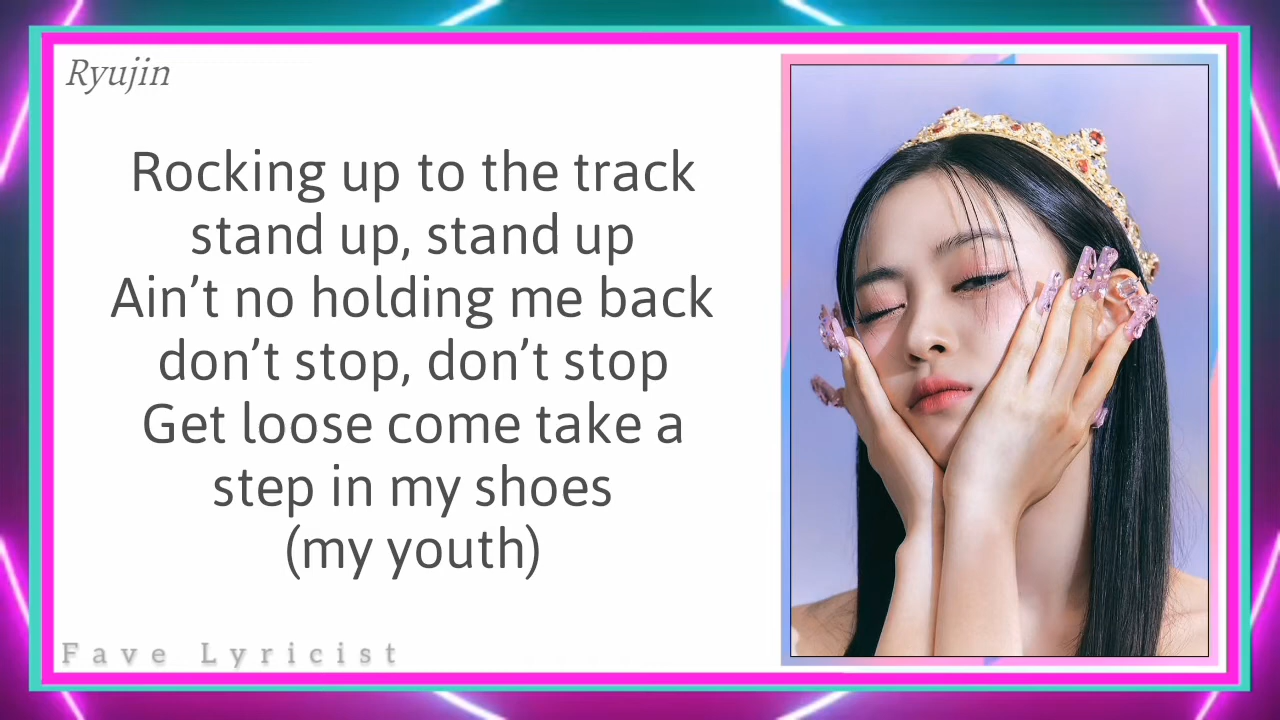 Ryujin
Rocking up to the track
stand up, stand up
Ain’t no holding me back
don’t stop, don’t stop
Get loose come take a
step in my shoes
(my youth)
Fave Lyricist